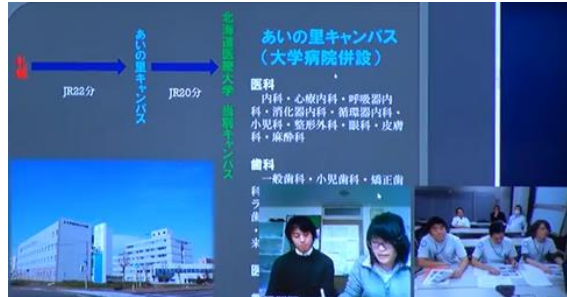 札幌
JR22分
あいの里キャンパス
JR20分
北海道医療大学 当別キャンパス
あいの里キャンパス
（大学病院併設）
医科
内科・心療内科・呼吸器内
科・消化器内科・循環器内科・
小児科・整形外科・眼科・皮膚
科・麻酔科
歯科
一般歯科・小児歯科・矯正歯
科
ラ
歯
・
来